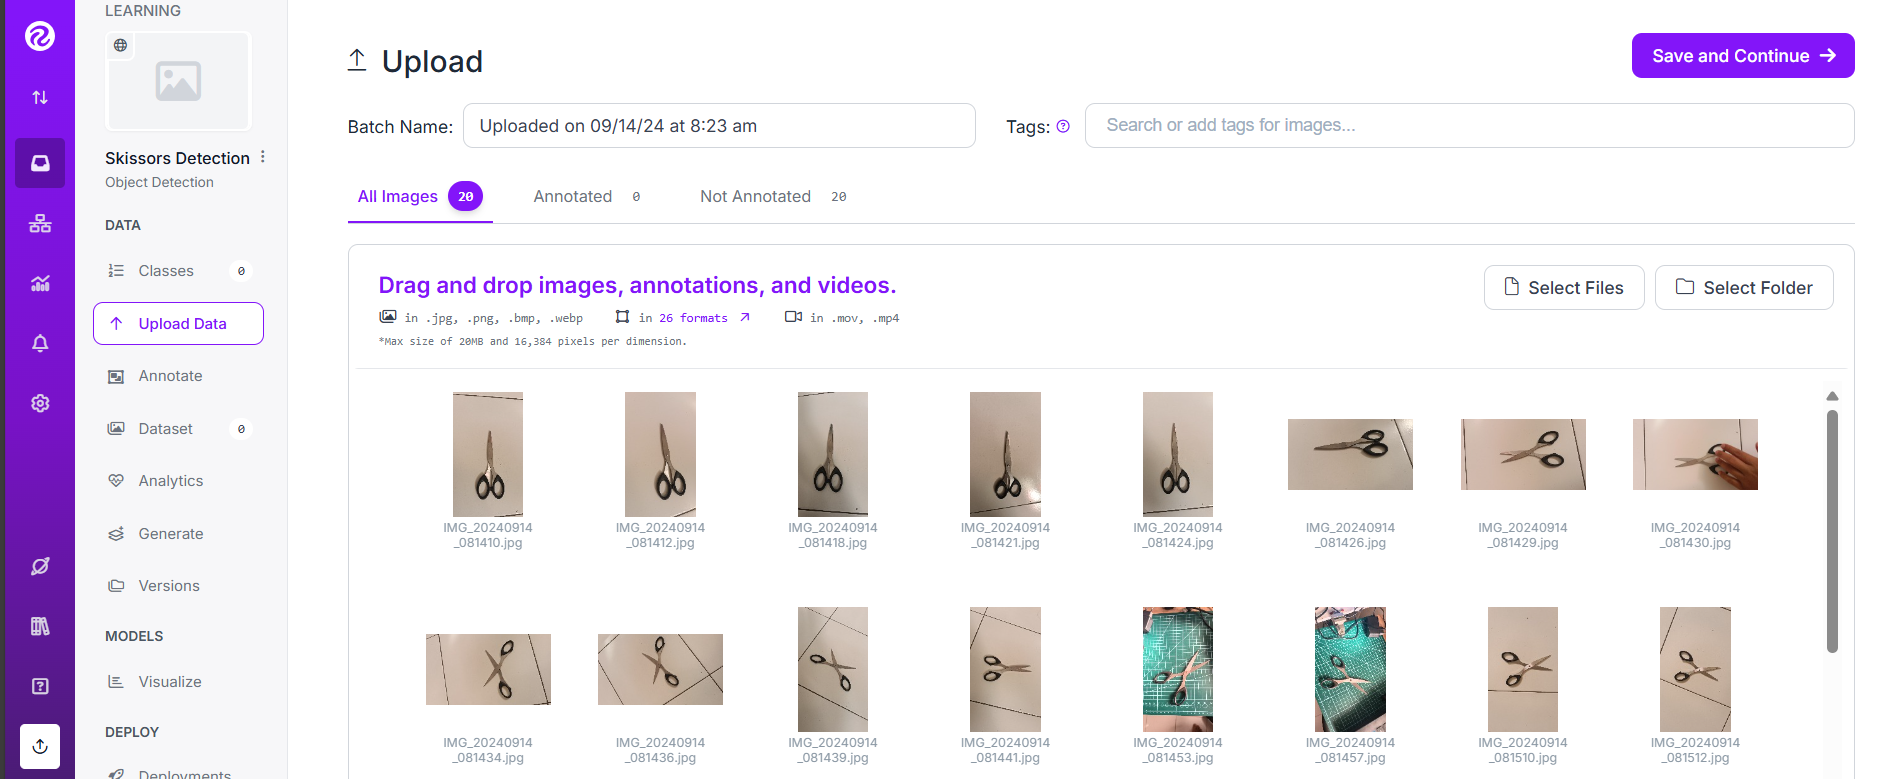 LEARNING
Skissors Detection
Object Detection
DATA
Classes 0
Upload Data
Annotate
Dataset 0
Analytics
Generate
Versions
MODELS
Visualize
DEPLOY
Deployments
Upload
Save and Continue
Batch Name: Uploaded on 09/14/24 at 8:23 am
Tags: Search or add tags for images...
All Images 20 Annotated 0 Not Annotated 20
Drag and drop images, annotations, and videos.
Select Files Select Folder
in .jpg, .png, .bmp, .webp in 26 formats in .mov, .mp4
*Max size of 20MB and 16,384 pixels per dimension.
IMG_20240914_081410.jpg
IMG_20240914_081412.jpg
IMG_20240914_081418.jpg
IMG_20240914_081421.jpg
IMG_20240914_081424.jpg
IMG_20240914_081426.jpg
IMG_20240914_081429.jpg
IMG_20240914_081430.jpg
IMG_20240914_081434.jpg
IMG_20240914_081436.jpg
IMG_20240914_081439.jpg
IMG_20240914_081441.jpg
IMG_20240914_081453.jpg
IMG_20240914_081457.jpg
IMG_20240914_081510.jpg
IMG_20240914_081512.jpg